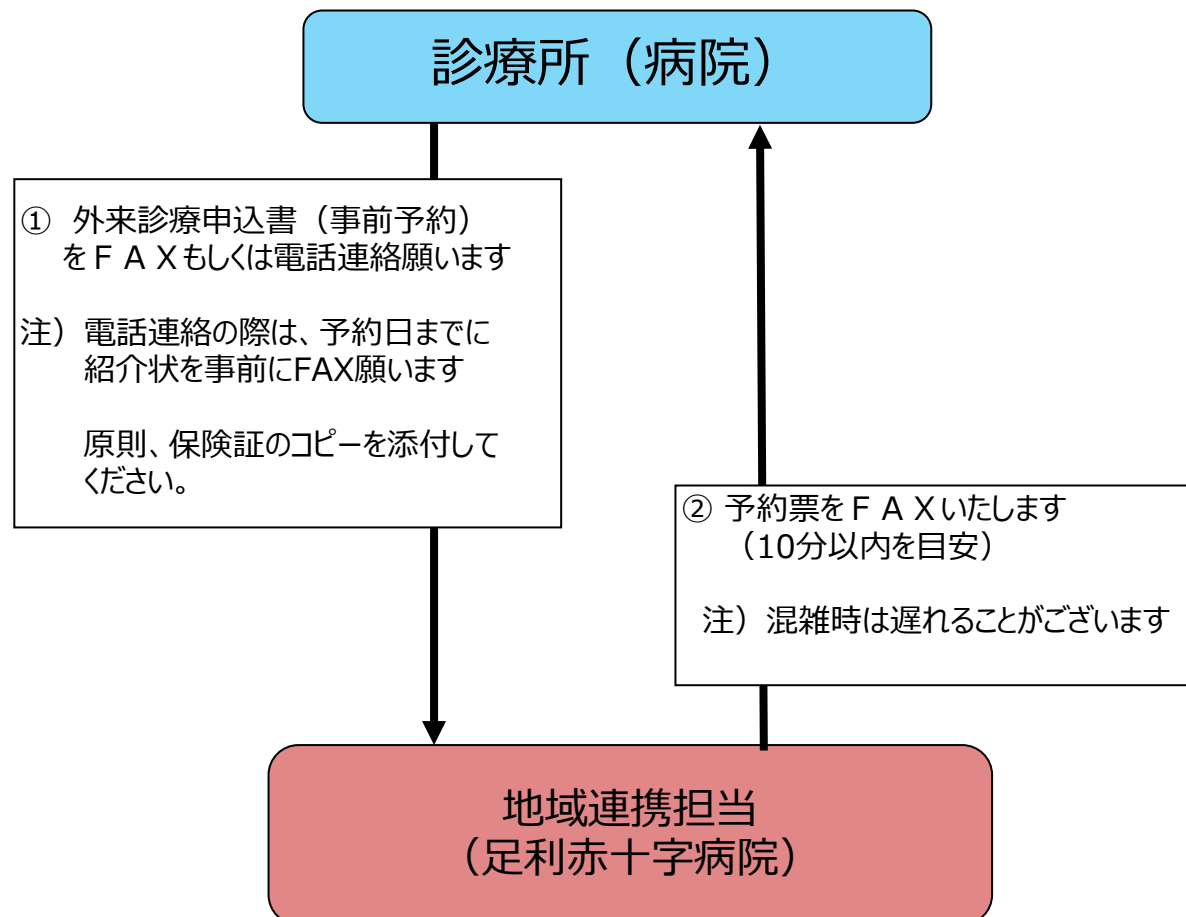 診療所（病院）
① 外来診療申込書（事前予約）
をＦＡＸもしくは電話連絡願います
注）電話連絡の際は、予約日までに
紹介状を事前にFAX願います
原則、保険証のコピーを添付して
ください。
② 予約票をＦＡＸいたします
（10分以内を目安）
注）混雑時は遅れることがございます
地域連携担当
（足利赤十字病院）